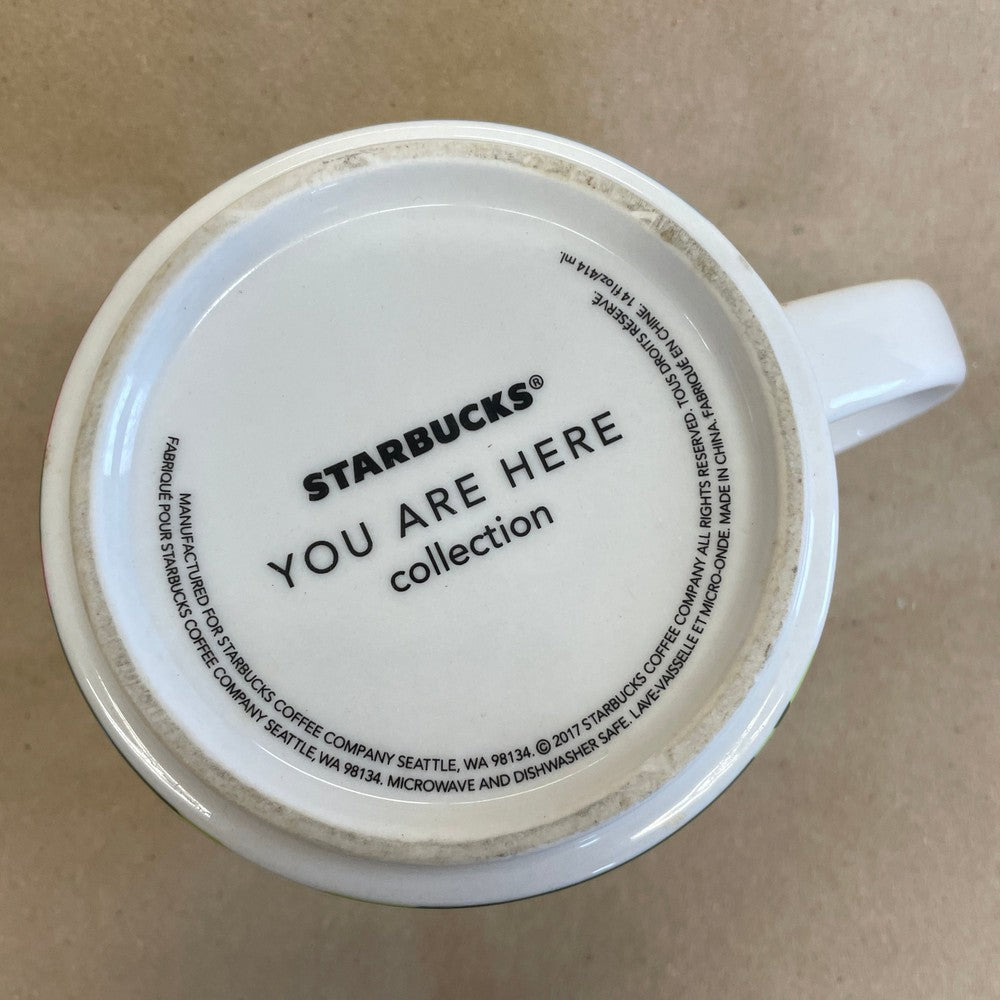 STARBUCKS®
YOU ARE HERE
collection
MANUFACTURED FOR STARBUCKS COFFEE COMPANY SEATTLE, WA 98134. © 2017 STARBUCKS COFFEE COMPANY ALL RIGHTS RESERVED. TOUS DROITS RÉSERVÉ.
FABRIQUÉ POUR STARBUCKS COFFEE COMPANY SEATTLE, WA 98134. MICROWAVE AND DISHWASHER SAFE. LAVE-VAISSELLE ET MICRO-ONDE. MADE IN CHINA. FABRIQUÉ EN CHINE. 14 fl oz/414 ml.